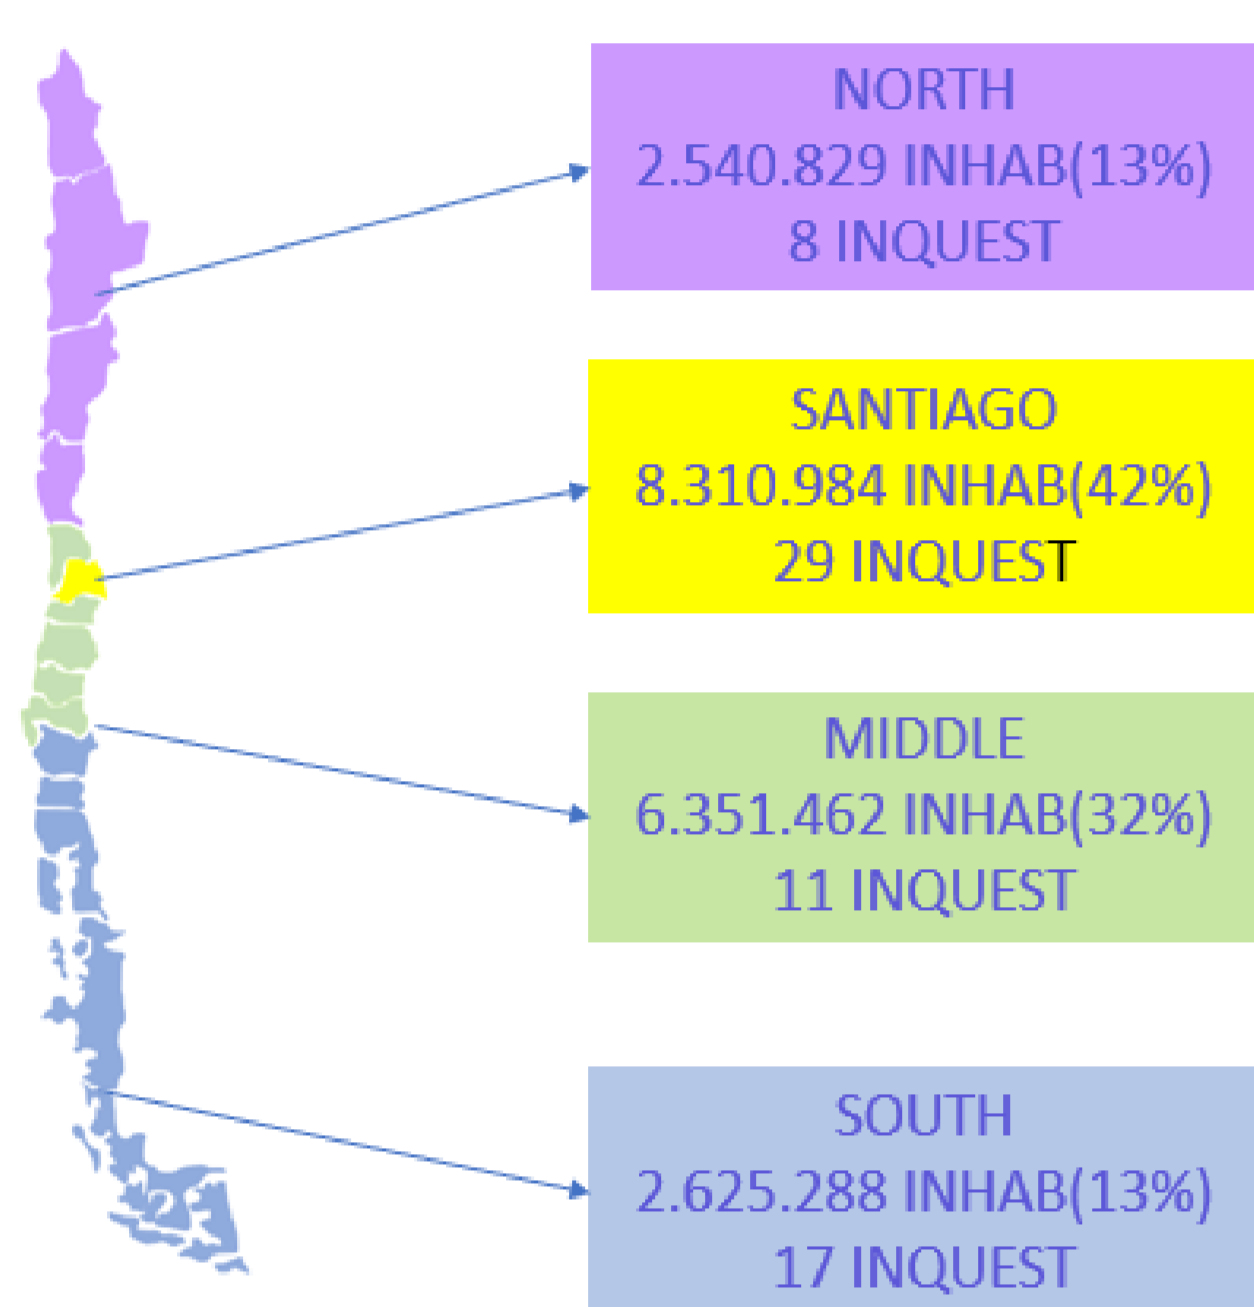 NORTH
2.540.829 INHAB(13%)
8 INQUEST
SANTIAGO
8.310.984 INHAB(42%)
29 INQUEST
MIDDLE
6.351.462 INHAB(32%)
11 INQUEST
SOUTH
2.625.288 INHAB(13%)
17 INQUEST
12